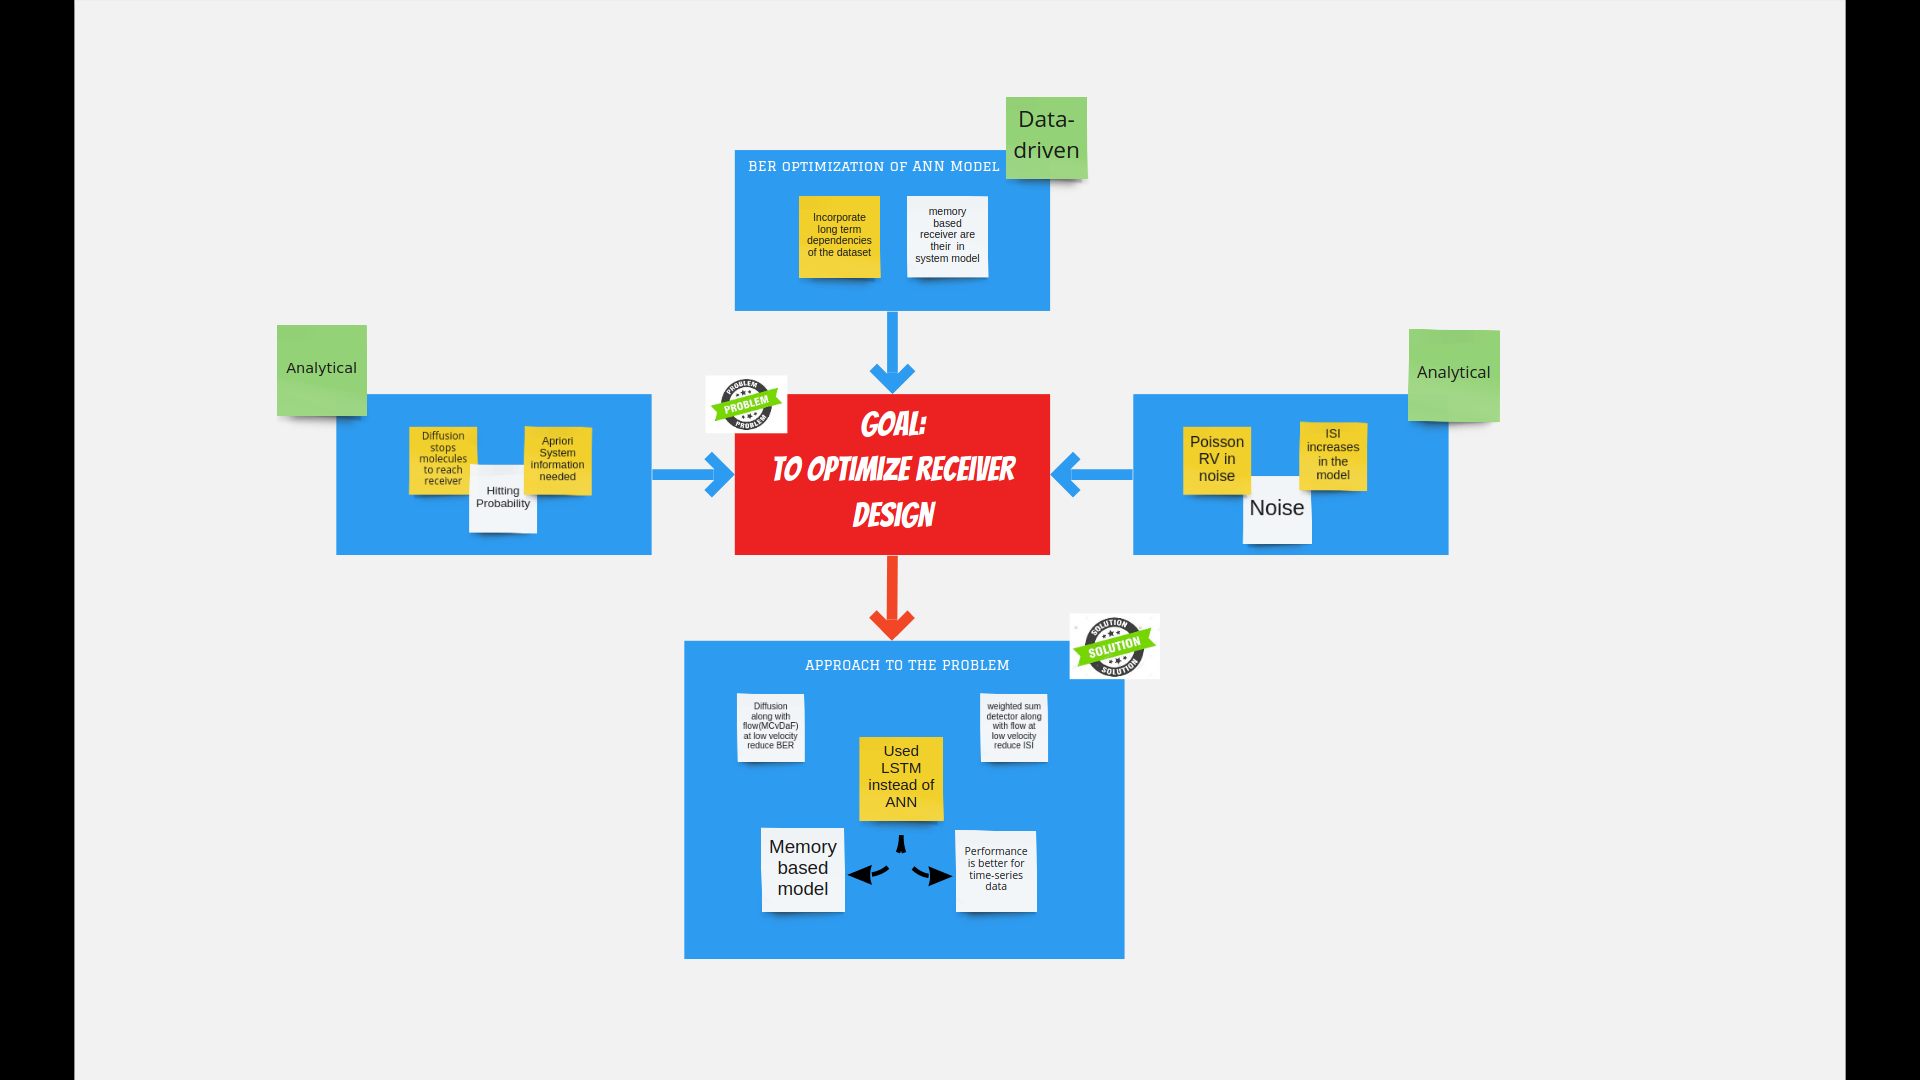 Data-
driven
BER OPTIMIZATION OF ANN MODEL
Incorporate
long term
dependencies
of the dataset
memory
based
receiver are
their in
system model
Analytical
Diffusion
stops
molecules
to reach
receiver
Hitting
Probability
Apriori
System
information
needed
PROBLEM
PROBLEM
PROBLEM
GOAL:
TO OPTIMIZE RECEIVER
DESIGN
Analytical
Poisson
RV in
noise
Noise
ISI
increases
in the
model
SOLUTION
SOLUTION
SOLUTION
APPROACH TO THE PROBLEM
Diffusion
along with
flow(MCvDaF)
at low velocity
reduce BER
weighted sum
detector along
with flow at
low velocity
reduce ISI
Used
LSTM
instead of
ANN
Memory
based
model
Performance
is better for
time-series
data